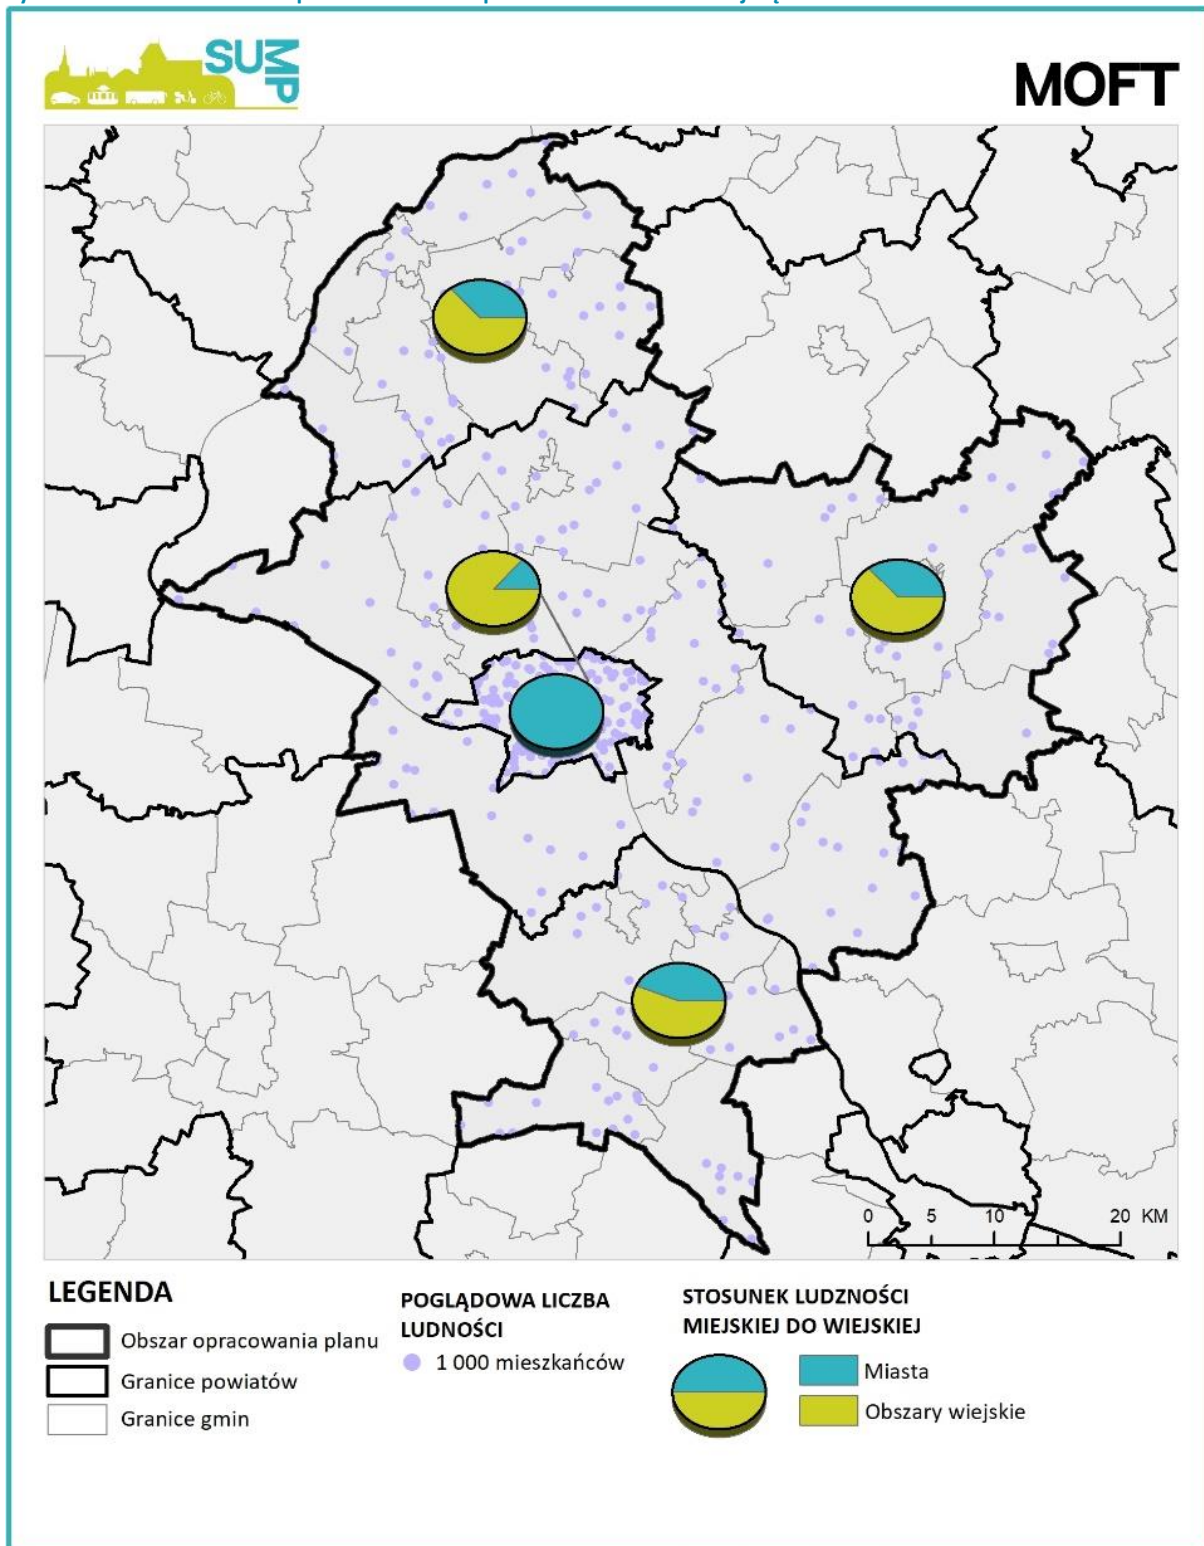 SUMP
MOFT
0 5 10 20 KM
LEGENDA
Obszar opracowania planu
Granice powiatów
Granice gmin
POGLĄDOWA LICZBA
LUDNOŚCI
1 000 mieszkańców
STOSUNEK LUDZNOŚCI
MIEJSKIEJ DO WIEJSKIEJ
Miasta
Obszary wiejskie